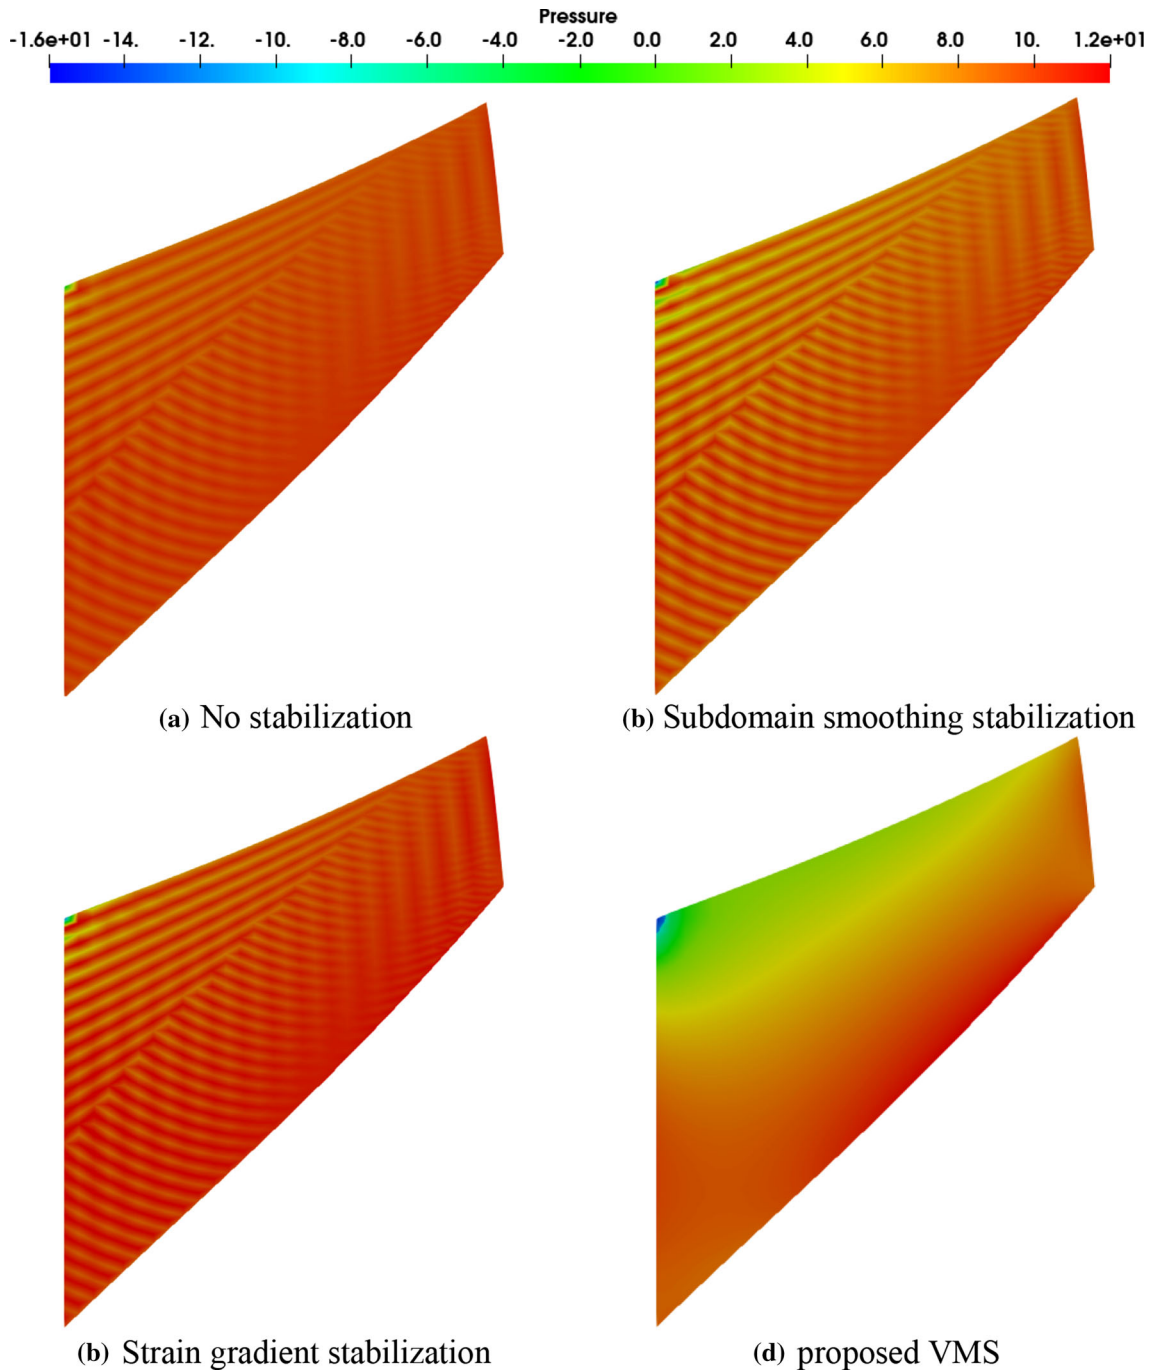 Pressure
-1.6e+01 -14. -12. -10. -8.0 -6.0 -4.0 -2.0 0.0 2.0 4.0 6.0 8.0 10. 1.2e+01
(a) No stabilization
(b) Subdomain smoothing stabilization
(b) Strain gradient stabilization
(d) proposed VMS